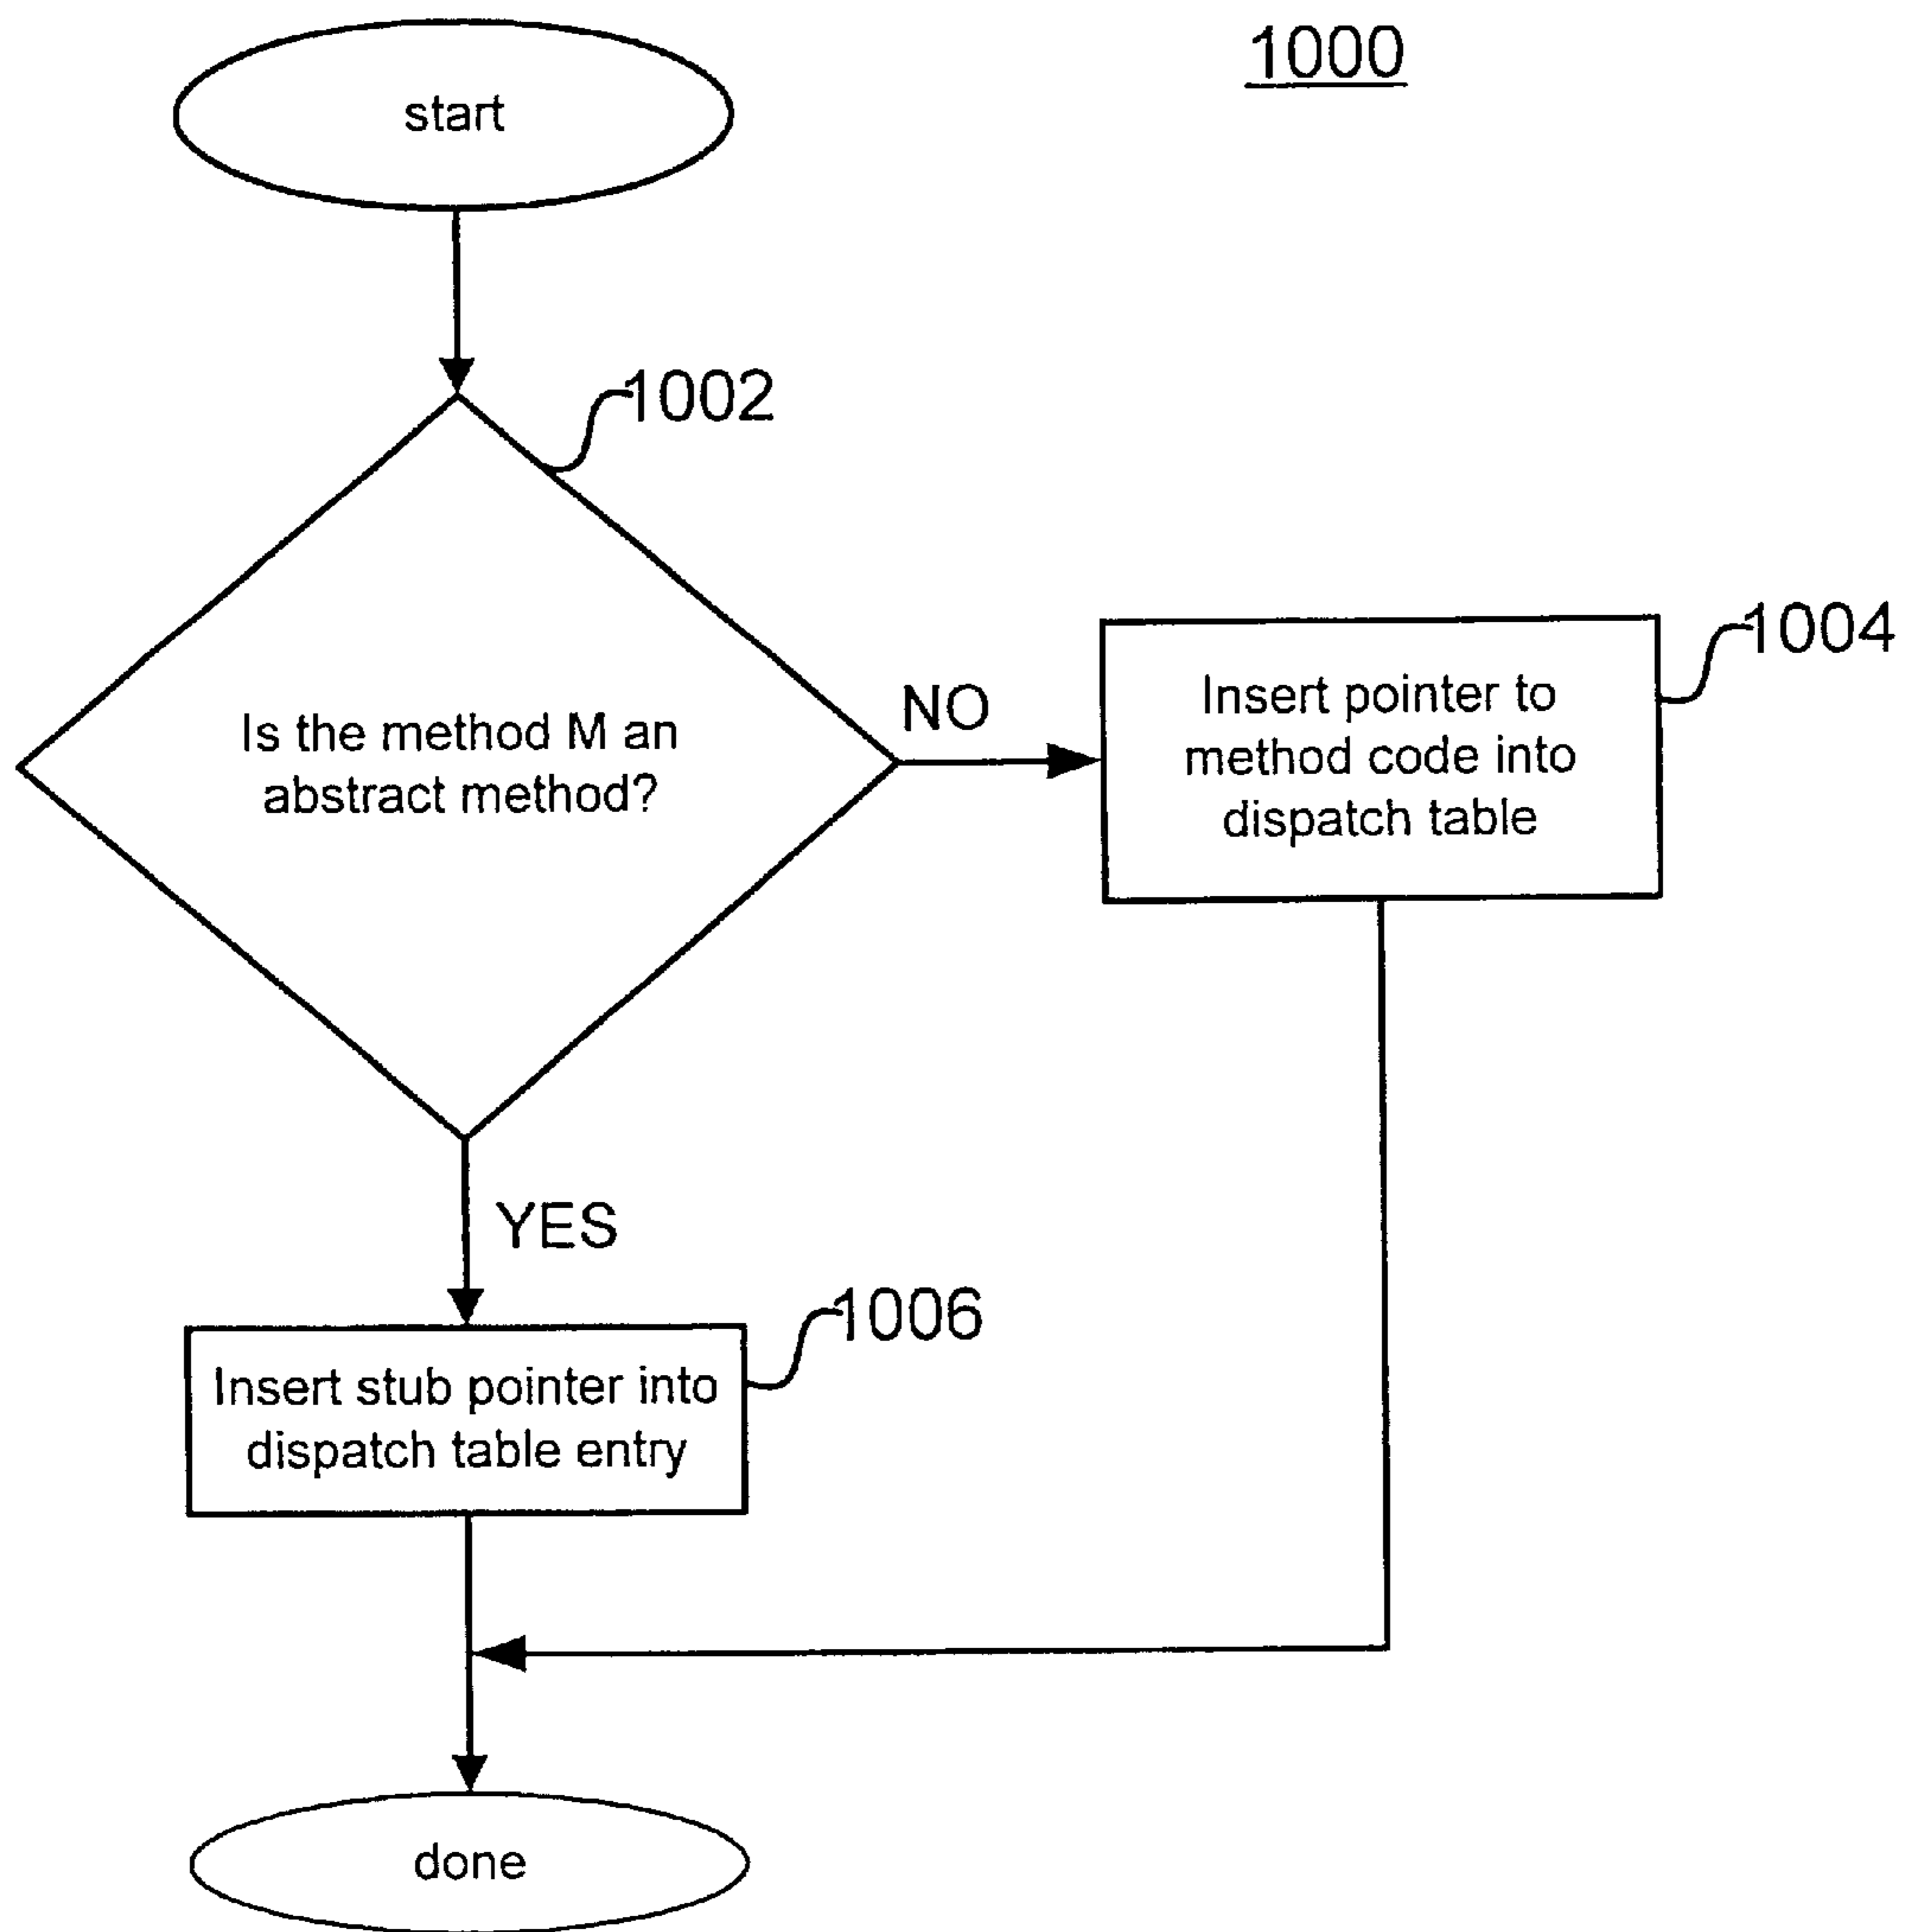 1000
start
1002
Is the method M an
abstract method?
NO
1004
Insert pointer to
method code into
dispatch table
YES
1006
Insert stub pointer into
dispatch table entry
done